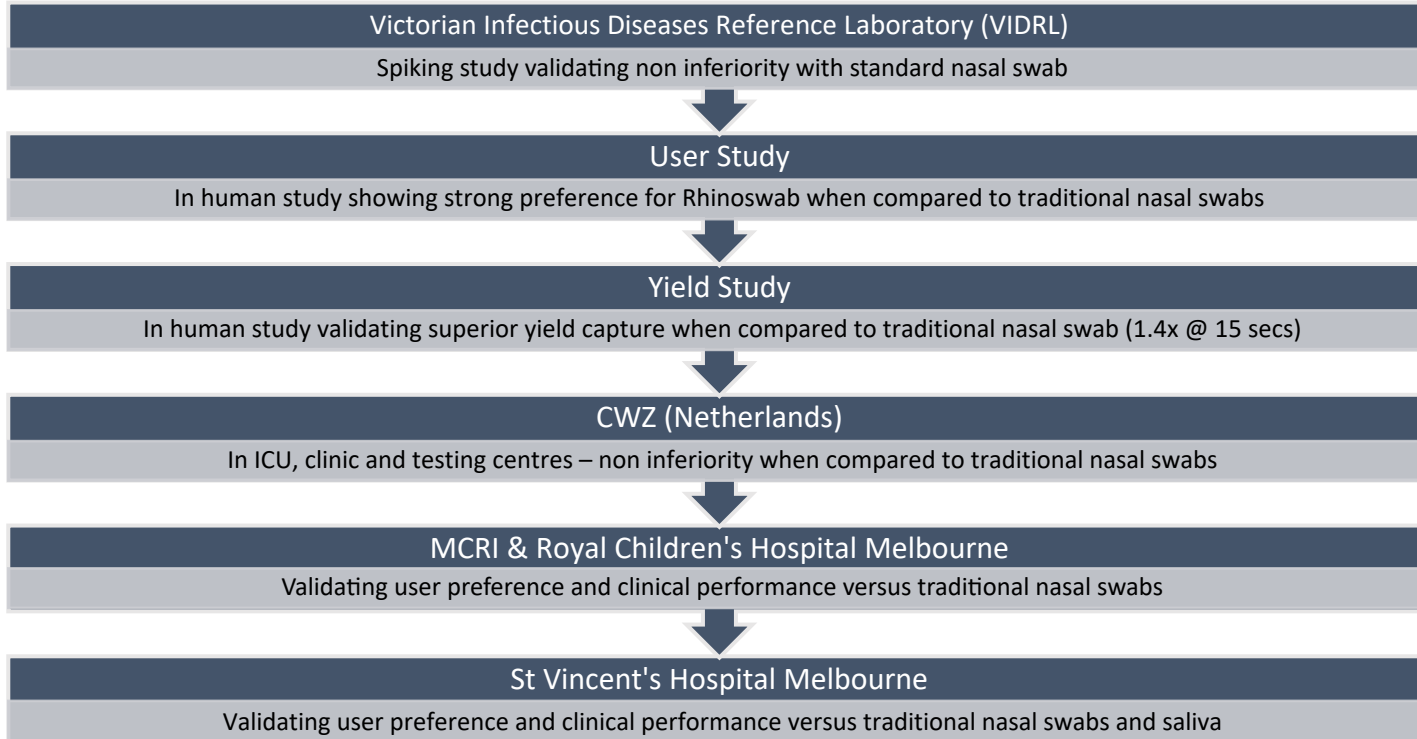 Victorian Infectious Diseases Reference Laboratory (VIDRL)
Spiking study validating non inferiority with standard nasal swab
User Study
In human study showing strong preference for Rhinoswab when compared to traditional nasal swabs
Yield Study
In human study validating superior yield capture when compared to traditional nasal swab (1.4x @ 15 secs)
CWZ (Netherlands)
In ICU, clinic and testing centres – non inferiority when compared to traditional nasal swabs
MCRI & Royal Children's Hospital Melbourne
Validating user preference and clinical performance versus traditional nasal swabs
St Vincent's Hospital Melbourne
Validating user preference and clinical performance versus traditional nasal swabs and saliva